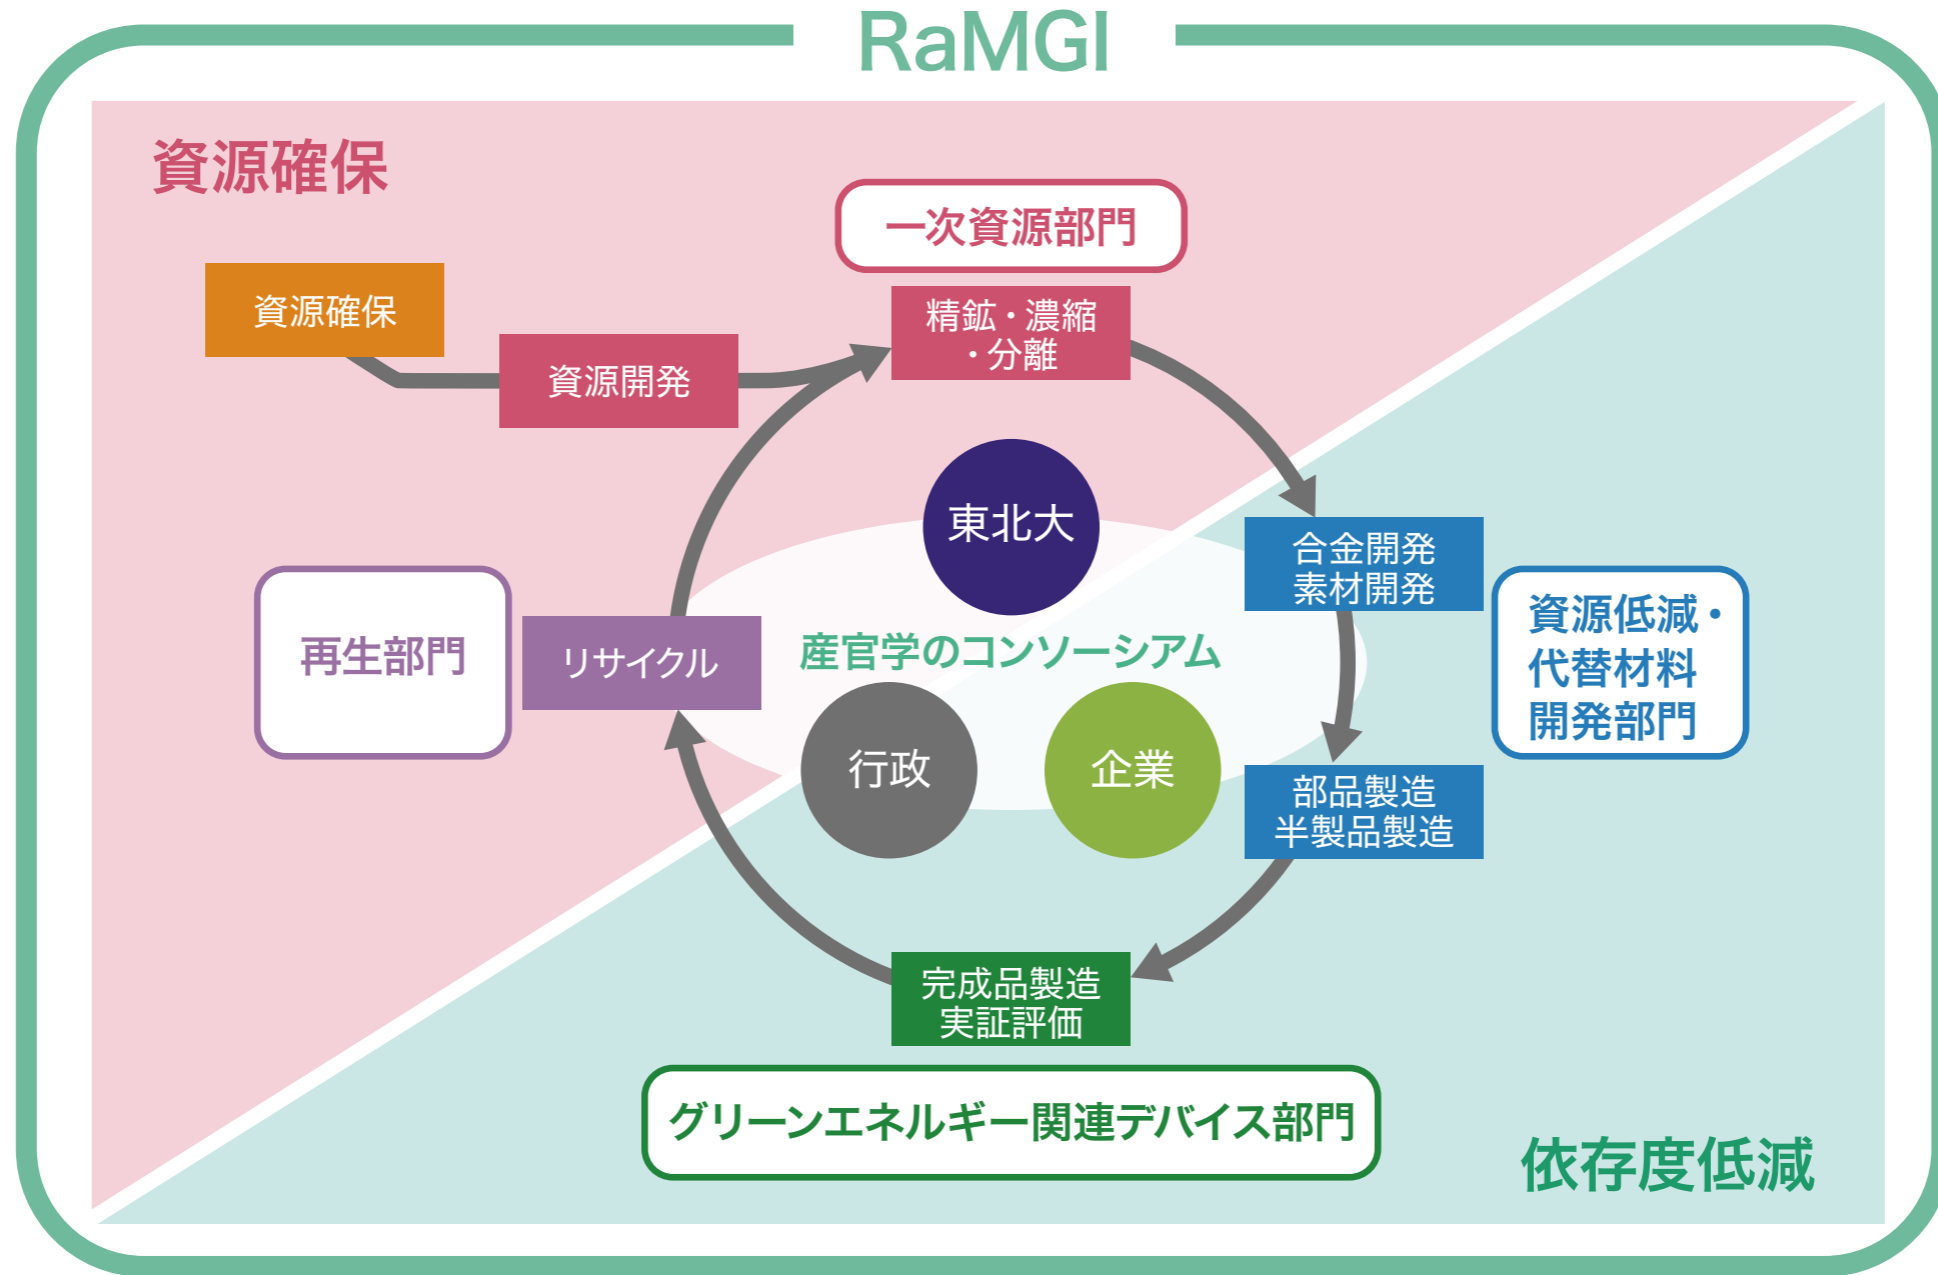 RaMGI
資源確保
一次資源部門
資源確保
精鉱・濃縮
・分離
資源開発
東北大
合金開発
素材開発
資源低減・
代替材料
開発部門
再生部門
リサイクル
産官学のコンソーシアム
行政
企業
部品製造
半製品製造
完成品製造
実証評価
グリーンエネルギー関連デバイス部門
依存度低減